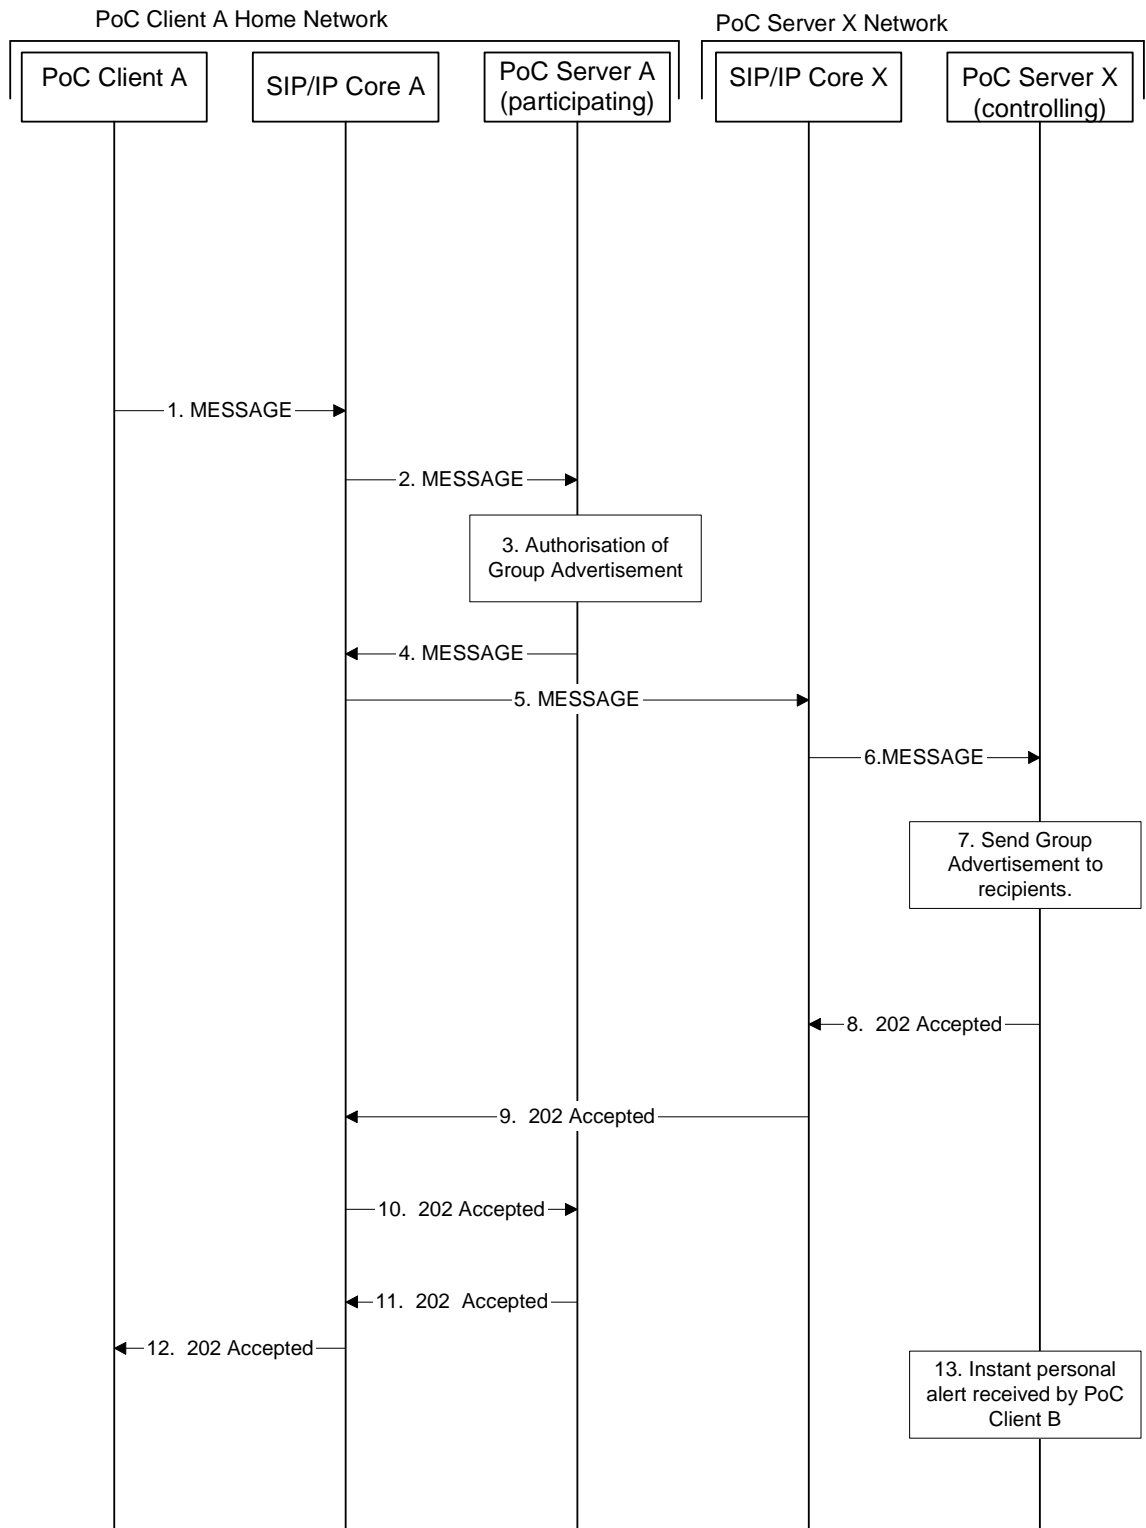 PoC Client A Home Network
PoC Server X Network
PoC Client A
SIP/IP Core A
PoC Server A
(participating)
SIP/IP Core X
PoC Server X
(controlling)
1. MESSAGE
2. MESSAGE
3. Authorisation of
Group Advertisement
4. MESSAGE
5. MESSAGE
6.MESSAGE
7. Send Group
Advertisement to
recipients.
8. 202 Accepted
9. 202 Accepted
10. 202 Accepted
11. 202 Accepted
12. 202 Accepted
13. Instant personal
alert received by PoC
Client B